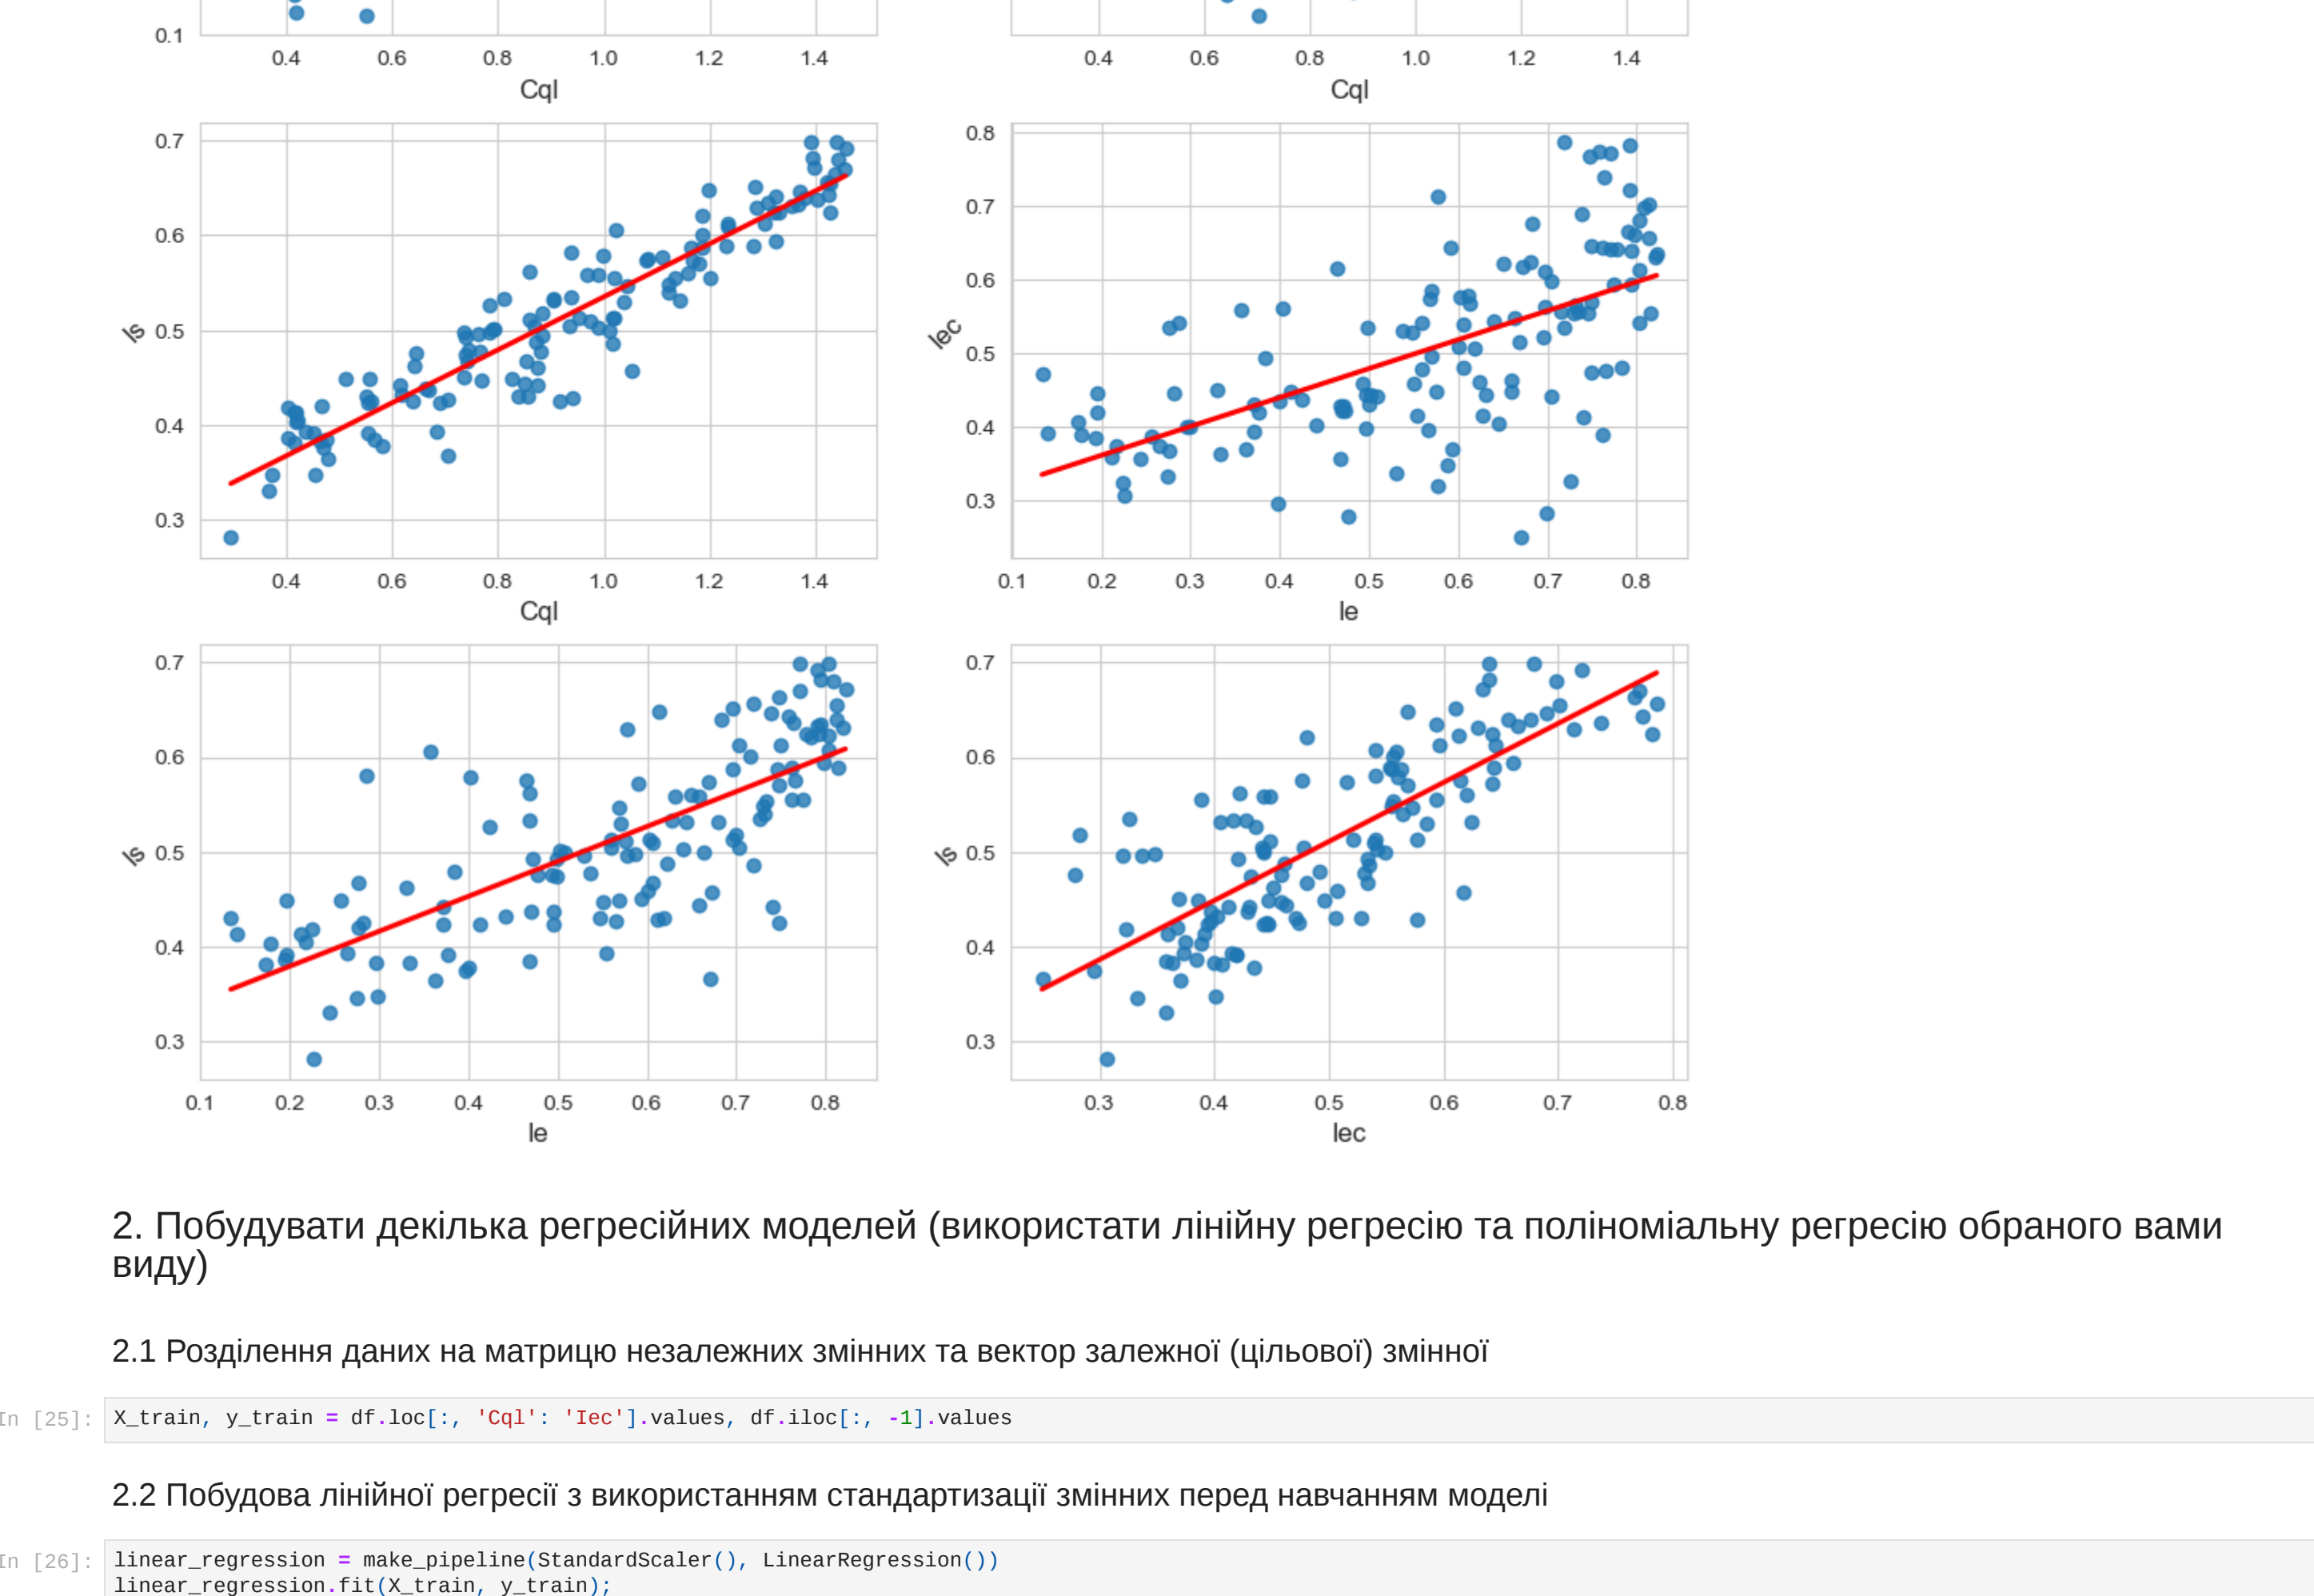 0.1
0.4 0.6 0.8 1.0 1.2 1.4
Cql
0.4 0.6 0.8 1.0 1.2 1.4
Cql
0.7
0.6
0.5
0.4
0.3
Is
0.4 0.6 0.8 1.0 1.2 1.4
Cql
0.8
0.7
0.6
0.5
0.4
0.3
Iec
0.1 0.2 0.3 0.4 0.5 0.6 0.7 0.8
Ie
0.7
0.6
0.5
0.4
0.3
Is
0.1 0.2 0.3 0.4 0.5 0.6 0.7 0.8
Ie
0.7
0.6
0.5
0.4
0.3
Is
0.3 0.4 0.5 0.6 0.7 0.8
Iec
2. Побудувати декілька регресійних моделей (використати лінійну регресію та поліноміальну регресію обраного вами
виду)
2.1 Розділення даних на матрицю незалежних змінних та вектор залежної (цільової) змінної
In [25]: X_train, y_train = df.loc[:, 'Cql': 'Iec'].values, df.iloc[:, -1].values
2.2 Побудова лінійної регресії з використанням стандартизації змінних перед навчанням моделі
In [26]: linear_regression = make_pipeline(StandardScaler(), LinearRegression())
linear_regression.fit(X_train, y_train);